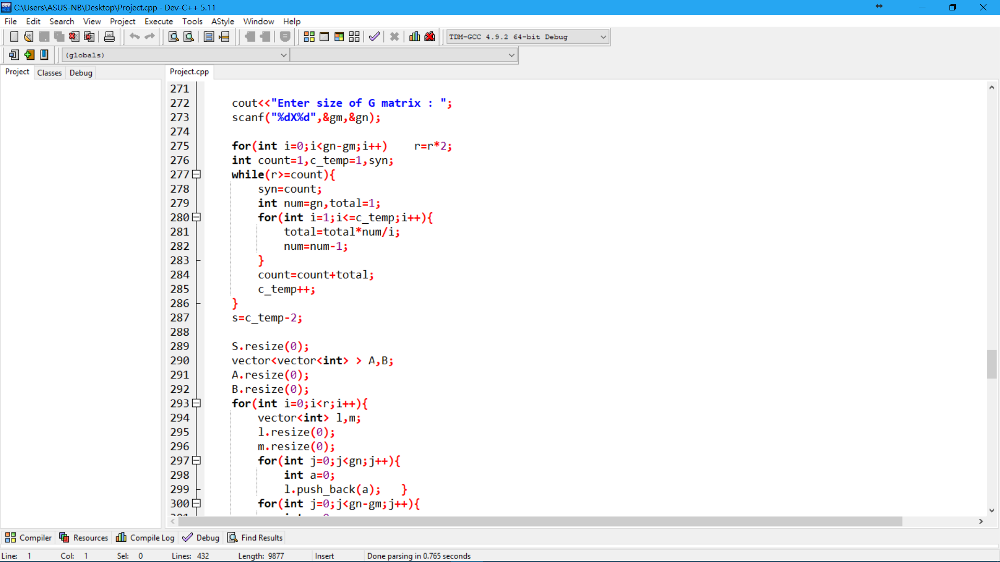 C:\Users\ASUS-NB\Desktop\Project.cpp - Dev-C++ 5.11
File Edit Search View Project Execute Tools AStyle Window Help
TDM-GCC 4.9.2 64-bit Debug
(globals)
Project Classes Debug
Project.cpp
271
272 cout<<"Enter size of G matrix : ";
273 scanf("%dX%d",&gm,&gn);
274
275 for(int i=0;i<gn-gm;i++) r=r*2;
276 int count=1,c_temp=1,syn;
277 while(r>=count){
278 syn=count;
279 int num=gn,total=1;
280 for(int i=1;i<=c_temp;i++){
281 total=total*num/i;
282 num=num-1;
283 }
284 count=count+total;
285 c_temp++;
286 }
287 s=c_temp-2;
288
289 S.resize(0);
290 vector<vector<int> > A,B;
291 A.resize(0);
292 B.resize(0);
293 for(int i=0;i<r;i++){
294 vector<int> l,m;
295 l.resize(0);
296 m.resize(0);
297 for(int j=0;j<gn;j++){
298 int a=0;
299 l.push_back(a); }
300 for(int j=0;j<gn-gm;j++){
Compiler Resources Compile Log Debug Find Results
Line: 1 Col: 1 Sel: 0 Lines: 432 Length: 9877 Insert Done parsing in 0.765 seconds